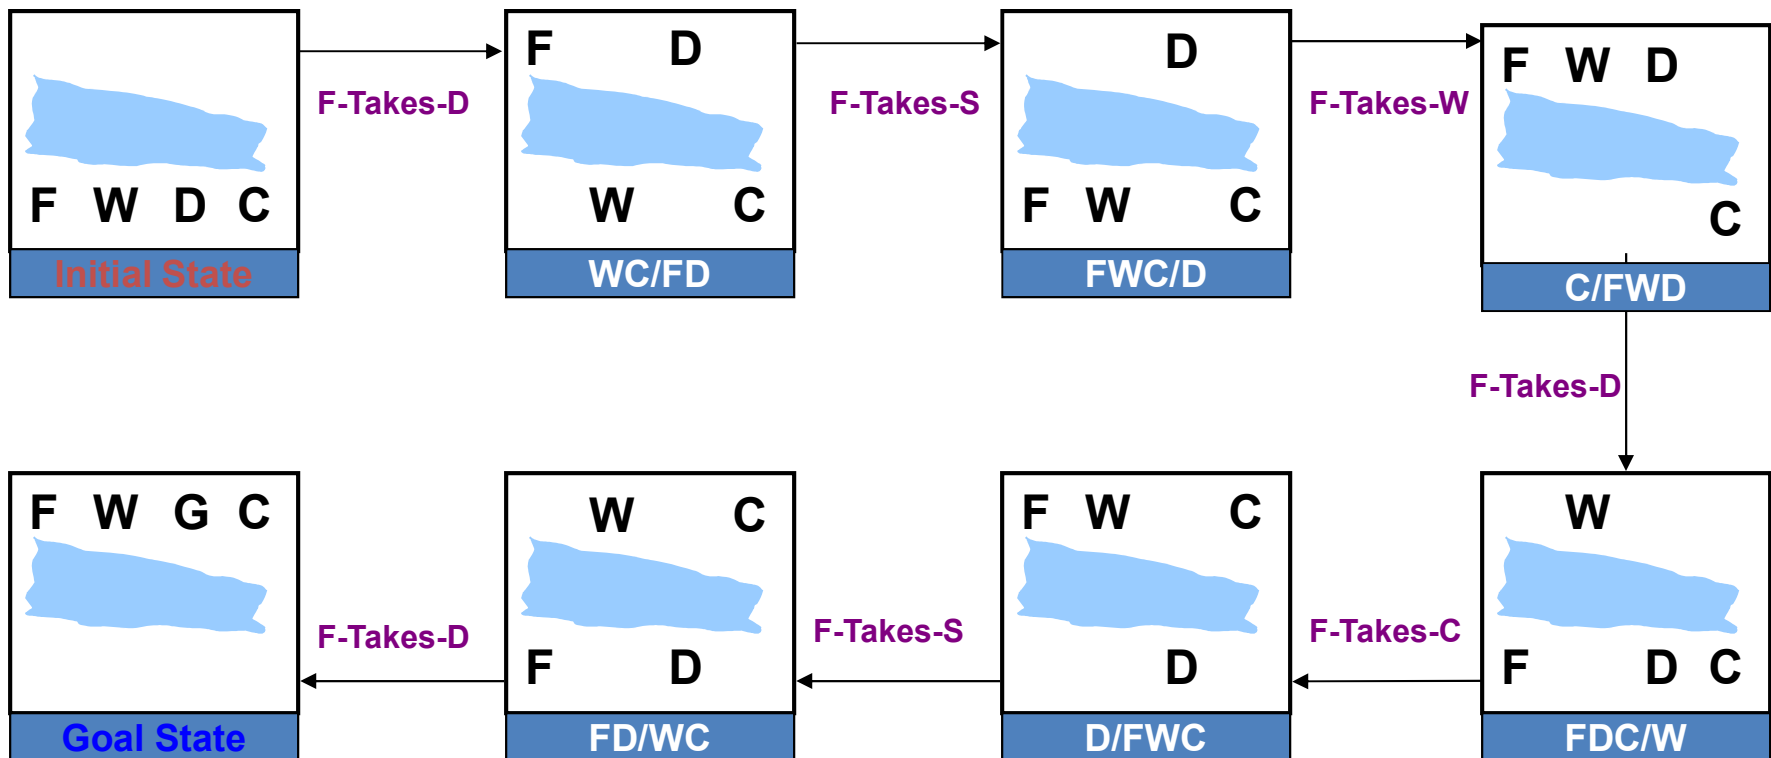 F D
D
F W D
F-Takes-D
F-Takes-S
F-Takes-W
F W D C
W C
F W C
C
Initial State
WC/FD
FWC/D
C/FWD
F-Takes-D
F W G C
W C
F W C
W
F-Takes-D
F-Takes-S
F-Takes-C
F D
D
F D C
Goal State
FD/WC
D/FWC
FDC/W